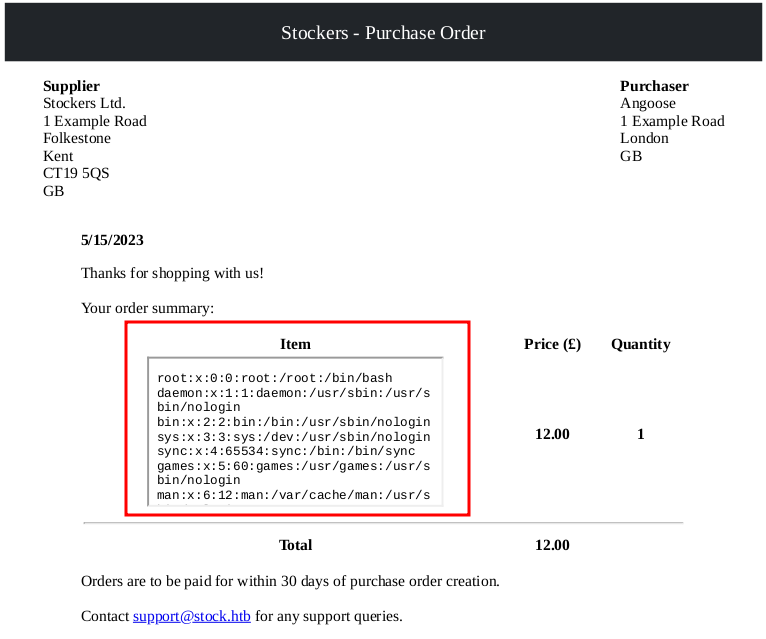 Stockers - Purchase Order
Supplier
Stockers Ltd.
1 Example Road
Folkestone
Kent
CT19 5QS
GB
Purchaser
Angoose
1 Example Road
London
GB
5/15/2023
Thanks for shopping with us!
Your order summary:
Item Price (£) Quantity
root:x:0:0:root:/root:/bin/bash
daemon:x:1:1:daemon:/usr/sbin:/usr/s
bin/nologin
bin:x:2:2:bin:/bin:/usr/sbin/nologin
sys:x:3:3:sys:/dev:/usr/sbin/nologin
sync:x:4:65534:sync:/bin:/bin/sync
games:x:5:60:games:/usr/games:/usr/s
bin/nologin
man:x:6:12:man:/var/cache/man:/usr/s
12.00 1
Total 12.00
Orders are to be paid for within 30 days of purchase order creation.
Contact support@stock.htb for any support queries.